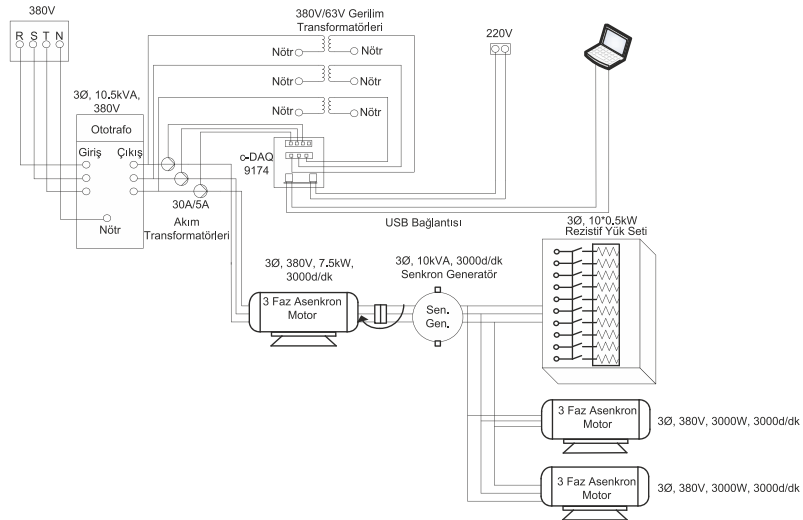 380V
R S T N
380V/63V Gerilim
Transformatörleri
Nötr Nötr
Nötr Nötr
Nötr Nötr
220V
3Ø, 10.5kVA,
380V
Ototrafo
Giriş Çıkış
Nötr
c-DAQ
9174
30A/5A
Akım
Transformatörleri
USB Bağlantısı
3Ø, 10*0.5kW
Rezistif Yük Seti
3Ø, 380V, 7.5kW,
3000d/dk
3 Faz Asenkron
Motor
3Ø, 10kVA, 3000d/dk
Senkron Generatör
Sen.
Gen.
3 Faz Asenkron
Motor
3Ø, 380V, 3000W, 3000d/dk
3 Faz Asenkron
Motor
3Ø, 380V, 3000W, 3000d/dk